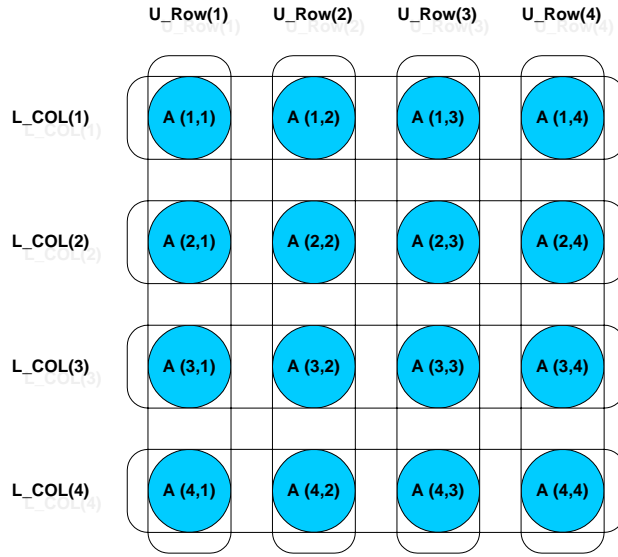 U_Row(1) U_Row(2) U_Row(3) U_Row(4)
L_COL(1) A (1,1) A (1,2) A (1,3) A (1,4)
L_COL(2) A (2,1) A (2,2) A (2,3) A (2,4)
L_COL(3) A (3,1) A (3,2) A (3,3) A (3,4)
L_COL(4) A (4,1) A (4,2) A (4,3) A (4,4)